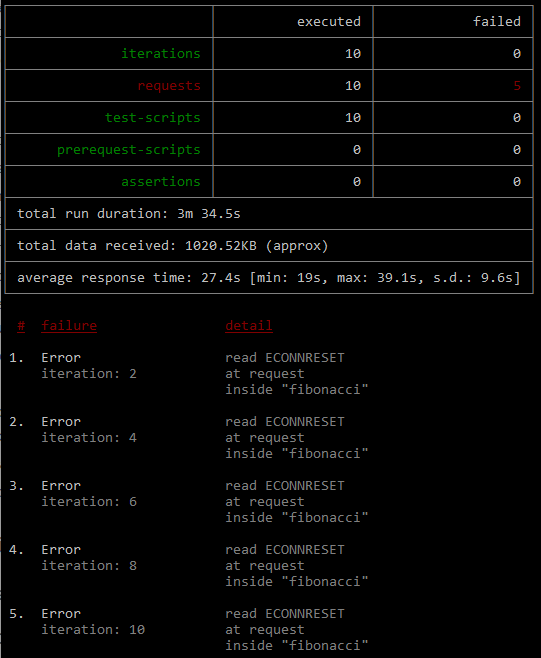 executed failed
iterations 10 0
requests 10 5
test-scripts 10 0
prerequest-scripts 0 0
assertions 0 0
total run duration: 3m 34.5s
total data received: 1020.52KB (approx)
average response time: 27.4s [min: 19s, max: 39.1s, s.d.: 9.6s]
# failure detail
1. Error read ECONNRESET
iteration: 2 at request
inside "fibonacci"
2. Error read ECONNRESET
iteration: 4 at request
inside "fibonacci"
3. Error read ECONNRESET
iteration: 6 at request
inside "fibonacci"
4. Error read ECONNRESET
iteration: 8 at request
inside "fibonacci"
5. Error read ECONNRESET
iteration: 10 at request
inside "fibonacci"